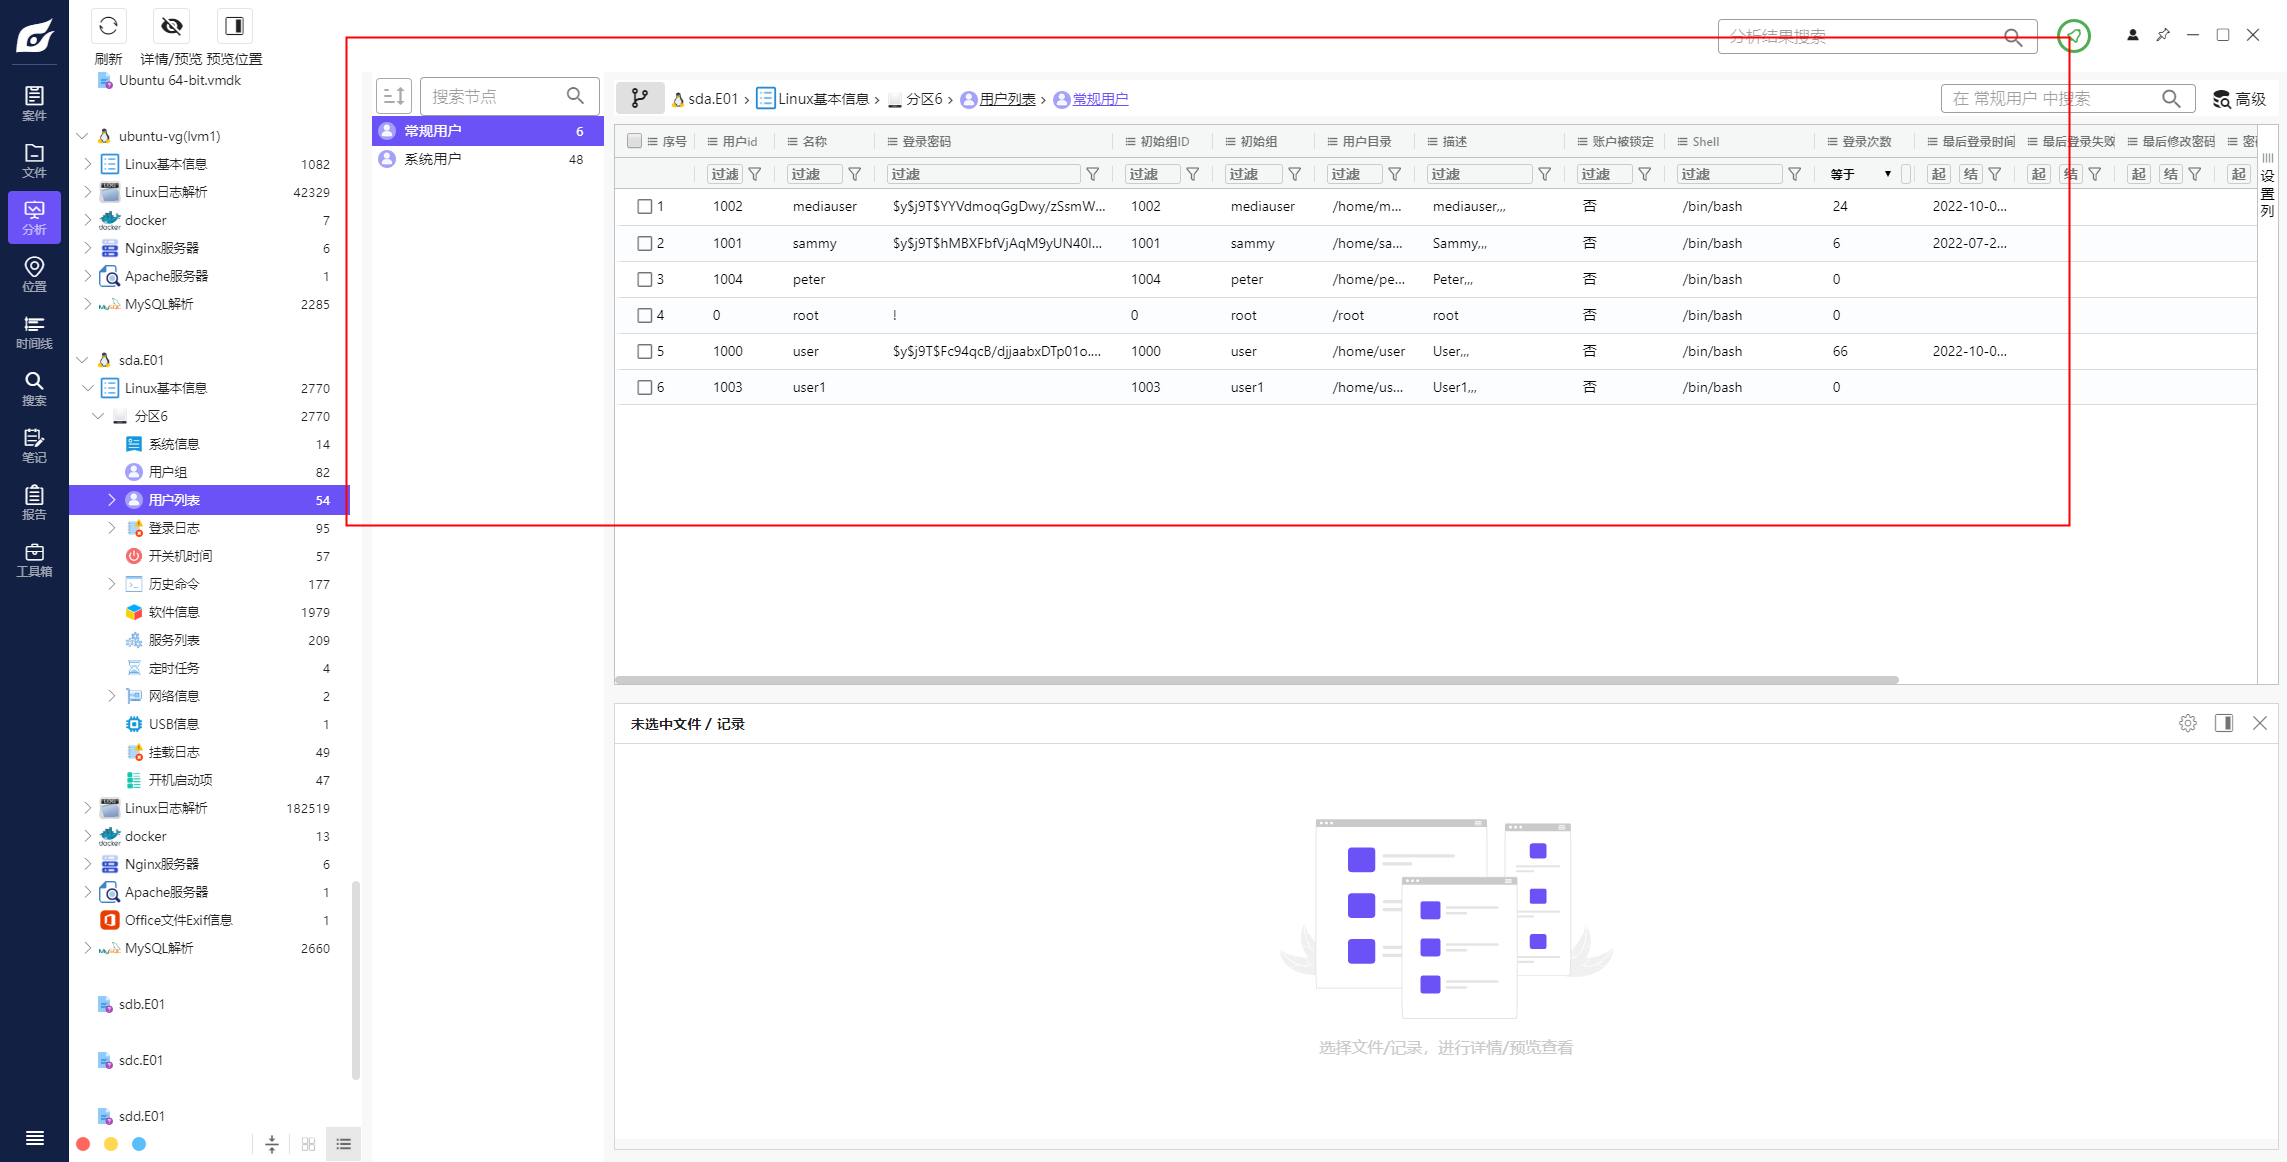 刷新
详情/预览
预览位置
分析结果搜索
案件
文件
分析
位置
时间线
搜索
笔记
报告
工具箱
Ubuntu 64-bit.vmdk
ubuntu-vg(lvm1)
Linux基本信息 1082
Linux日志解析 42329
docker 7
Nginx服务器 6
Apache服务器 1
MySQL解析 2285
sda.E01
Linux基本信息 2770
分区6 2770
系统信息 14
用户组 82
用户列表 54
登录日志 95
开关机时间 57
历史命令 177
软件信息 1979
服务列表 209
定时任务 4
网络信息 2
USB信息 1
挂载日志 49
开机启动项 47
Linux日志解析 182519
docker 13
Nginx服务器 6
Apache服务器 1
Office文件Exif信息 1
MySQL解析 2660
sdb.E01
sdc.E01
sdd.E01
搜索节点
常规用户 6
系统用户 48
sda.E01 › Linux基本信息 › 分区6 › 用户列表 › 常规用户
在 常规用户 中搜索
高级
序号 用户id 名称 登录密码 初始组ID 初始组 用户目录 描述 账户被锁定 Shell 登录次数 最后登录时间 最后登录失败 最后修改密码
过滤 过滤 过滤 过滤 过滤 过滤 过滤 过滤 过滤 等于 起 结 起 结 起 结 起
1 1002 mediauser $y$j9T$YYVdmoqGgDwy/zSsmW... 1002 mediauser /home/m... mediauser,,, 否 /bin/bash 24 2022-10-0...
2 1001 sammy $y$j9T$hMBXFbfVjAqM9yUN40l... 1001 sammy /home/sa... Sammy,,, 否 /bin/bash 6 2022-07-2...
3 1004 peter 1004 peter /home/pe... Peter,,, 否 /bin/bash 0
4 0 root ! 0 root /root root 否 /bin/bash 0
5 1000 user $y$j9T$Fc94qcB/djjaabxDTp01o.... 1000 user /home/user User,,, 否 /bin/bash 66 2022-10-0...
6 1003 user1 1003 user1 /home/us... User1,,, 否 /bin/bash 0
设置列
未选中文件 / 记录
选择文件/记录，进行详情/预览查看